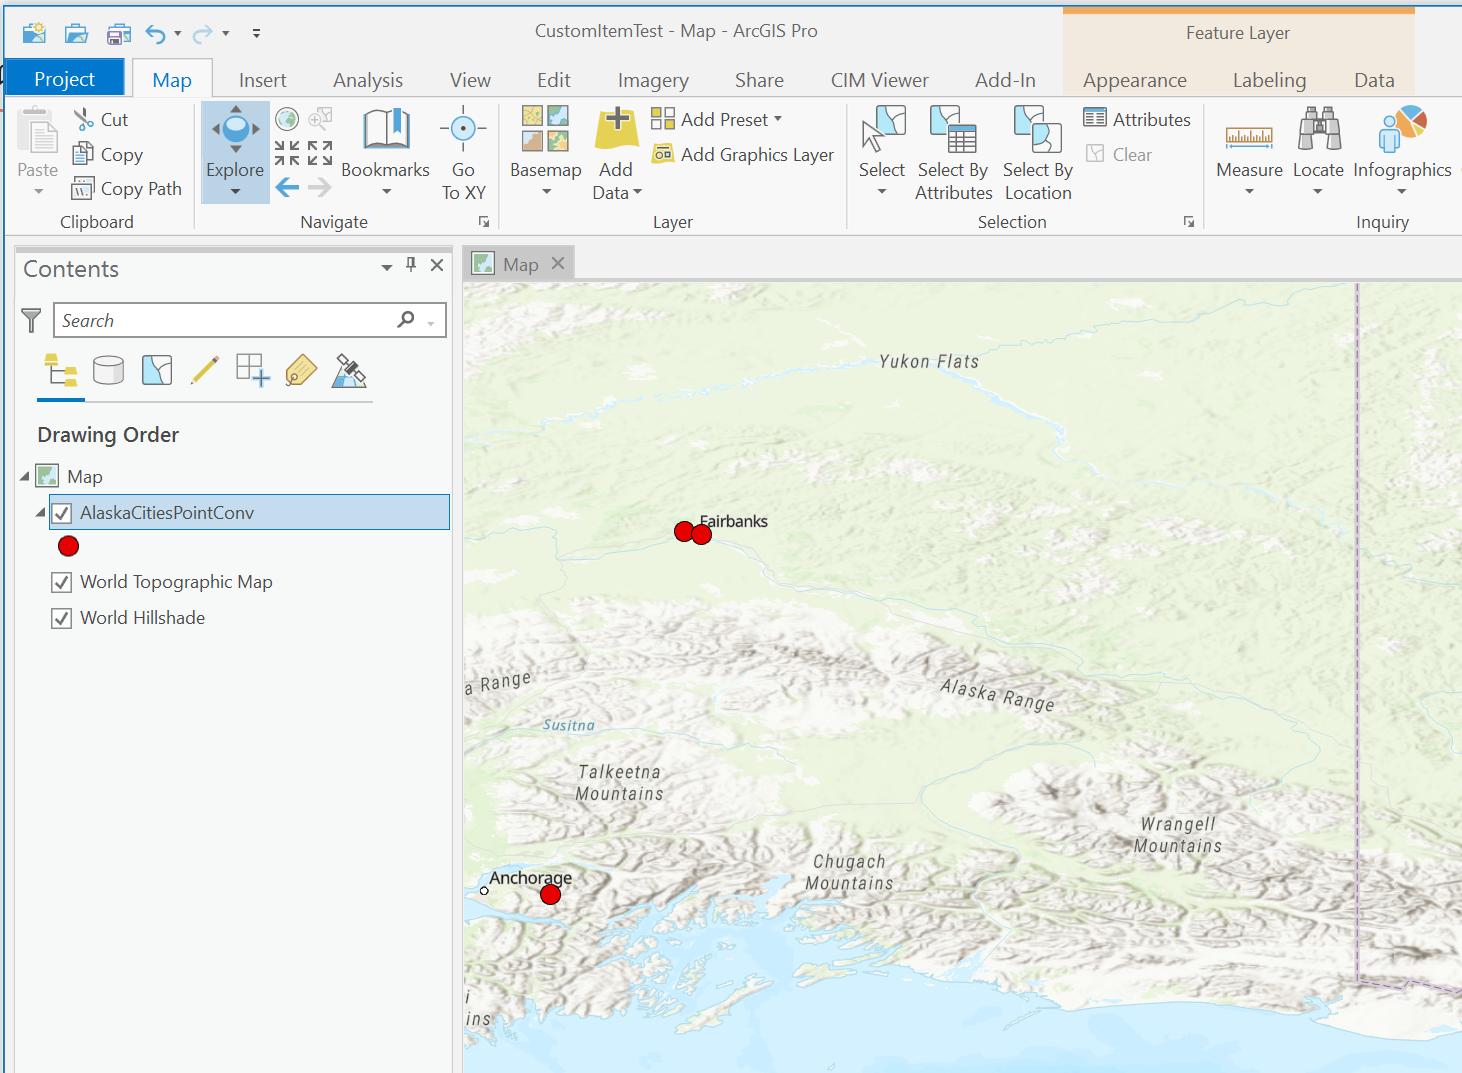 CustomItemTest - Map - ArcGIS Pro
Feature Layer
Project Map Insert Analysis View Edit Imagery Share CIM Viewer Add-In Appearance Labeling Data
Paste
Cut
Copy
Copy Path
Clipboard
Explore
Bookmarks
Go
To XY
Navigate
Basemap
Add
Data
Add Preset
Add Graphics Layer
Layer
Select
Select By
Attributes
Select By
Location
Attributes
Clear
Selection
Measure
Locate
Infographics
Inquiry
Contents
Search
Drawing Order
Map
AlaskaCitiesPointConv
World Topographic Map
World Hillshade
Map
Yukon Flats
Fairbanks
a Range
Alaska Range
Susitna
Talkeetna
Mountains
Wrangell
Mountains
Chugach
Mountains
Anchorage
i
ins